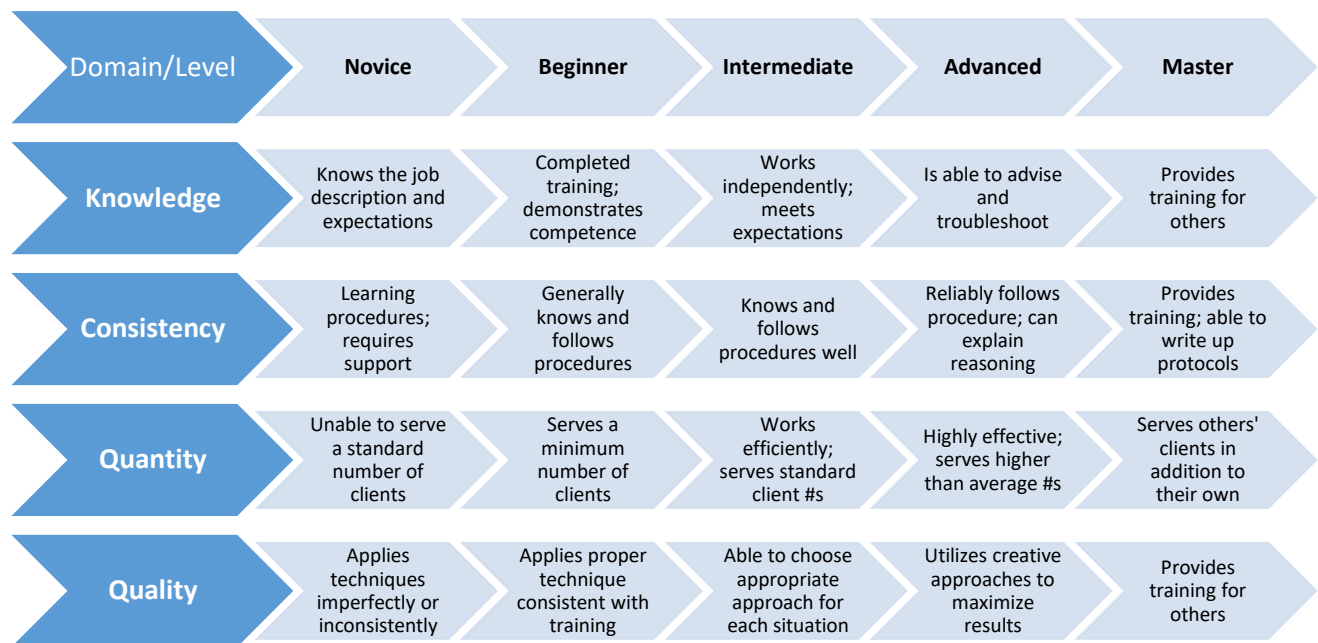 Domain/Level
Novice
Beginner
Intermediate
Advanced
Master
Knowledge
Knows the job
description and
expectations
Completed
training;
demonstrates
competence
Works
independently;
meets
expectations
Is able to advise
and
troubleshoot
Provides
training for
others
Consistency
Learning
procedures;
requires
support
Generally
knows and
follows
procedures
Knows and
follows
procedures well
Reliably follows
procedure; can
explain
reasoning
Provides
training; able to
write up
protocols
Quantity
Unable to serve
a standard
number of
clients
Serves a
minimum
number of
clients
Works
efficiently;
serves standard
client #s
Highly effective;
serves higher
than average #s
Serves others'
clients in
addition to
their own
Quality
Applies
techniques
imperfectly or
inconsistently
Applies proper
technique
consistent with
training
Able to choose
appropriate
approach for
each situation
Utilizes creative
approaches to
maximize
results
Provides
training for
others